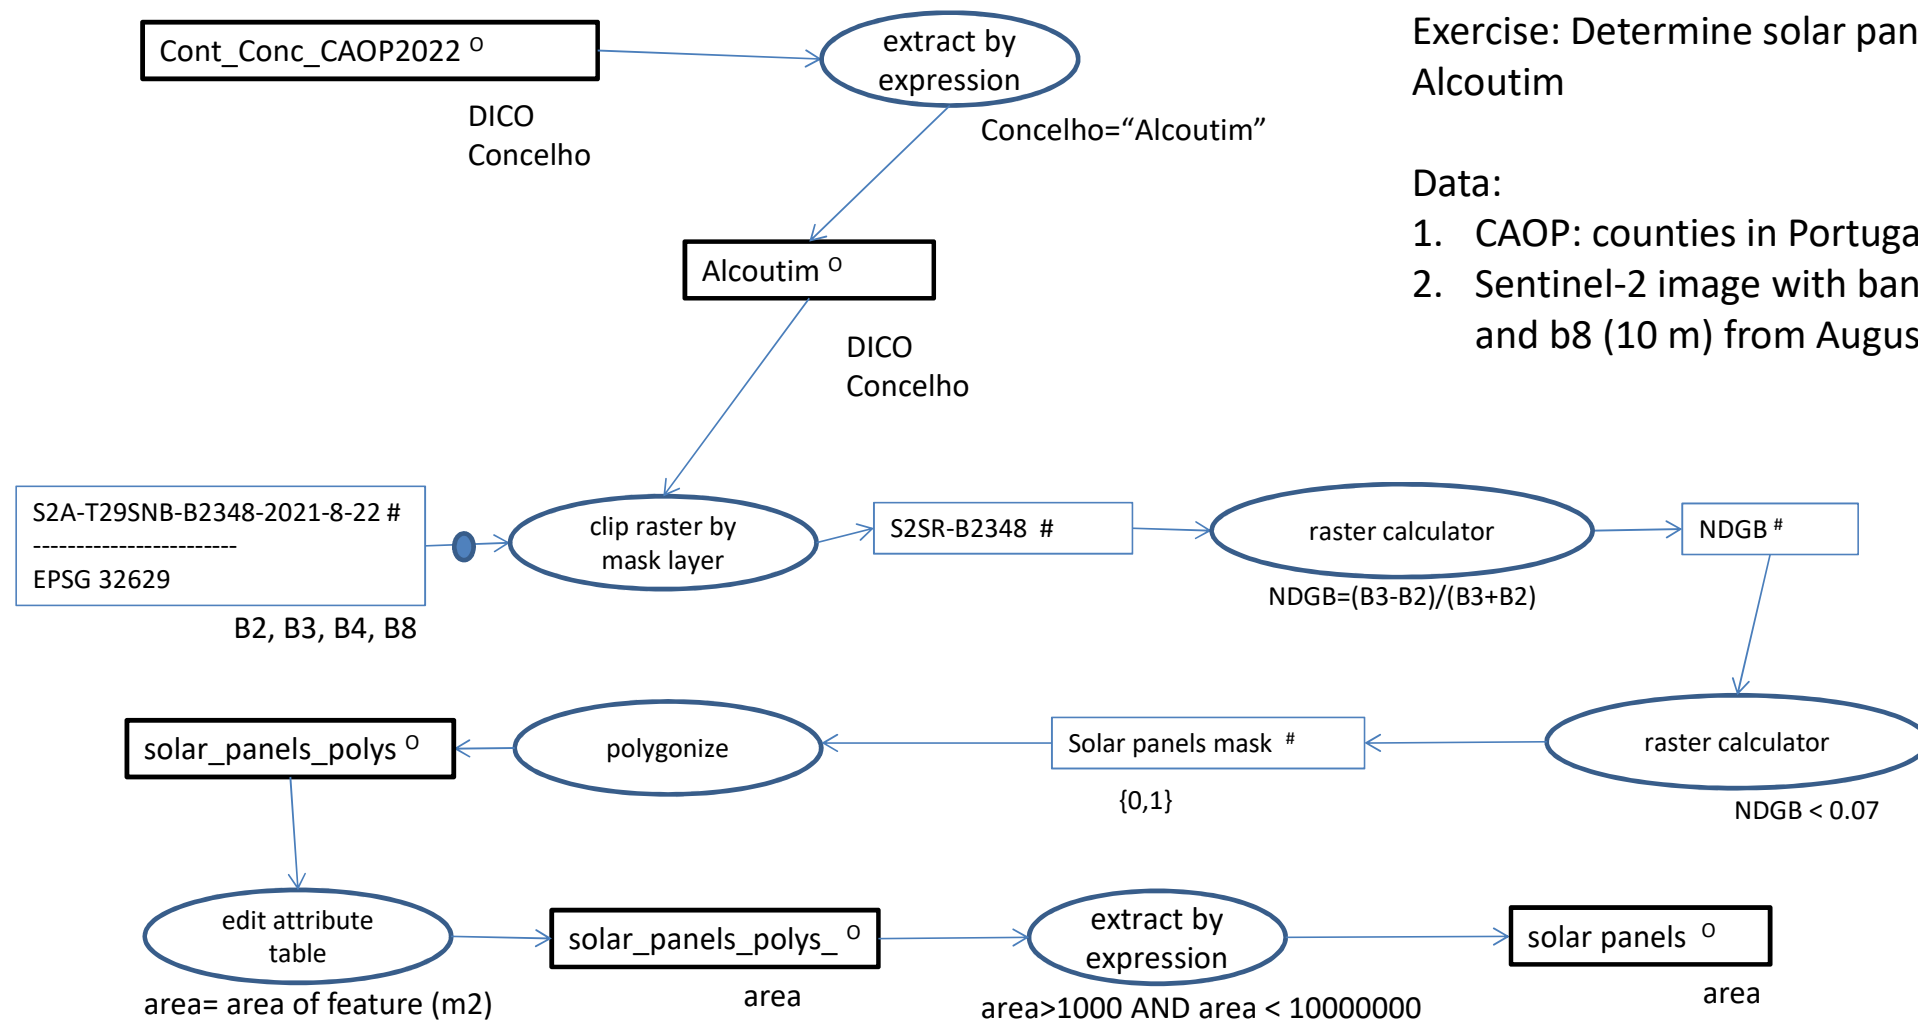 Cont_Conc_CAOP2022 O
extract by
expression
DICO
Concelho
Concelho=“Alcoutim”
Exercise: Determine solar pan
Alcoutim
Data:
1. CAOP: counties in Portuga
2. Sentinel-2 image with ban
and b8 (10 m) from Augus
Alcoutim O
DICO
Concelho
S2A-T29SNB-B2348-2021-8-22 #
------------------------
EPSG 32629
B2, B3, B4, B8
clip raster by
mask layer
S2SR-B2348 #
raster calculator
NDGB=(B3-B2)/(B3+B2)
NDGB #
raster calculator
NDGB < 0.07
Solar panels mask #
{0,1}
polygonize
solar_panels_polys O
edit attribute
table
area= area of feature (m2)
solar_panels_polys_ O
area
extract by
expression
area>1000 AND area < 10000000
solar panels O
area